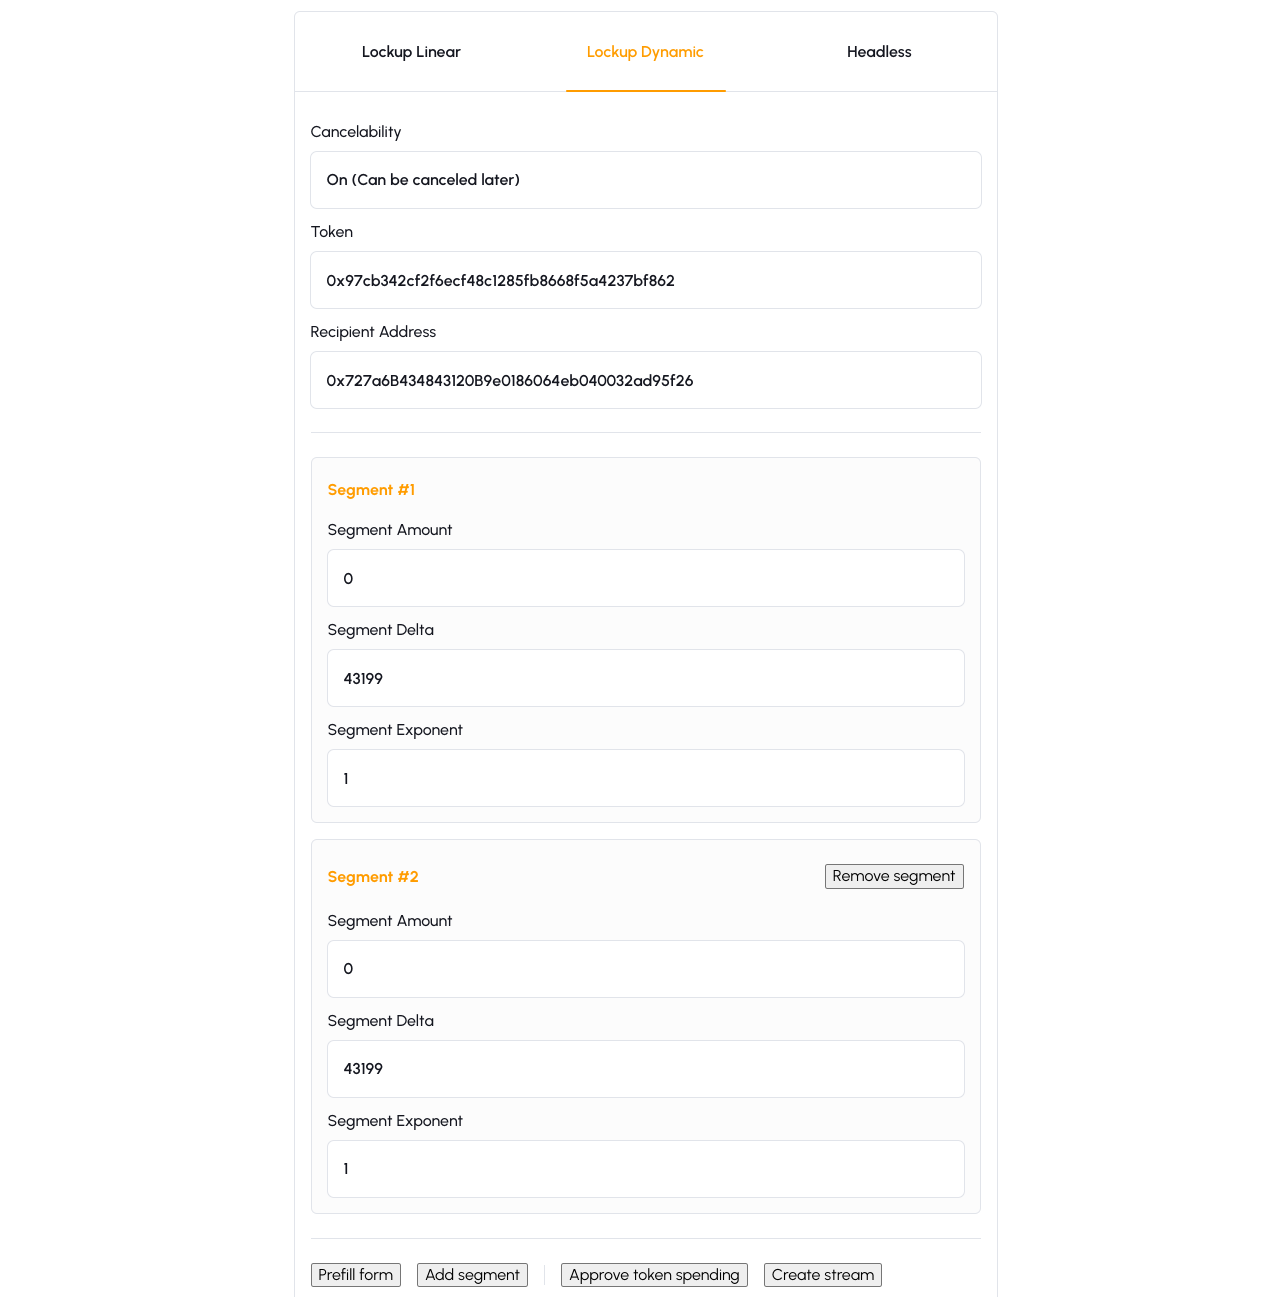 Lockup Linear
Lockup Dynamic
Headless
Cancelability
On (Can be canceled later)
Token
0x97cb342cf2f6ecf48c1285fb8668f5a4237bf862
Recipient Address
0x727a6B434843120B9e0186064eb040032ad95f26
Segment #1
Segment Amount
0
Segment Delta
43199
Segment Exponent
1
Segment #2
Remove segment
Segment Amount
0
Segment Delta
43199
Segment Exponent
1
Prefill form
Add segment
Approve token spending
Create stream